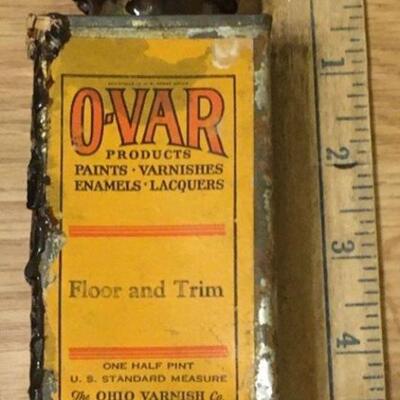 O-VAR
PRODUCTS
PAINTS · VARNISHES
ENAMELS · LACQUERS
Floor and Trim
ONE HALF PINT
U. S. STANDARD MEASURE
The OHIO VARNISH Co.
1
2
3
4